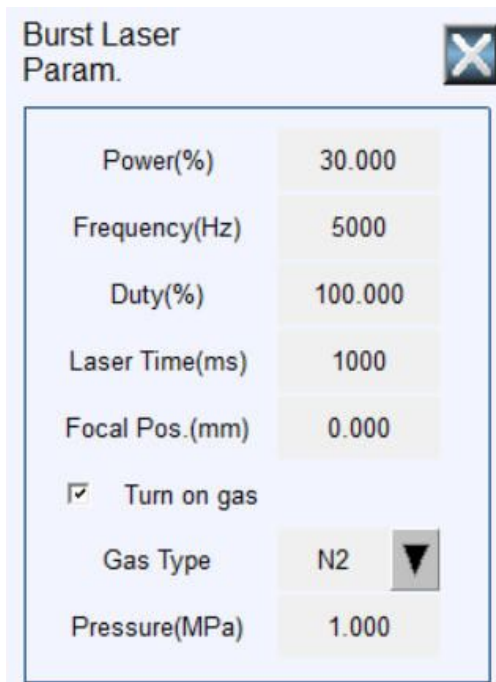 Burst Laser
Param.
Power(%) 30.000
Frequency(Hz) 5000
Duty(%) 100.000
Laser Time(ms) 1000
Focal Pos.(mm) 0.000
Turn on gas
Gas Type N2
Pressure(MPa) 1.000